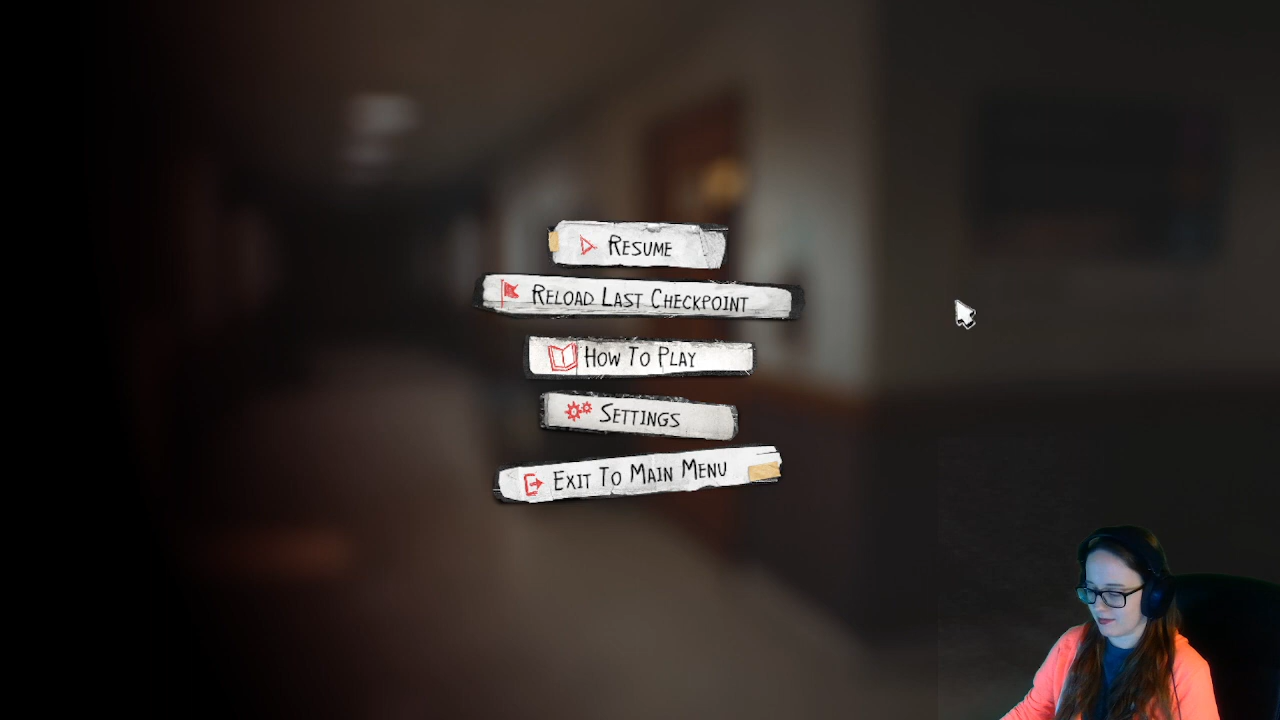 Resume
Reload Last Checkpoint
How To Play
Settings
Exit To Main Menu